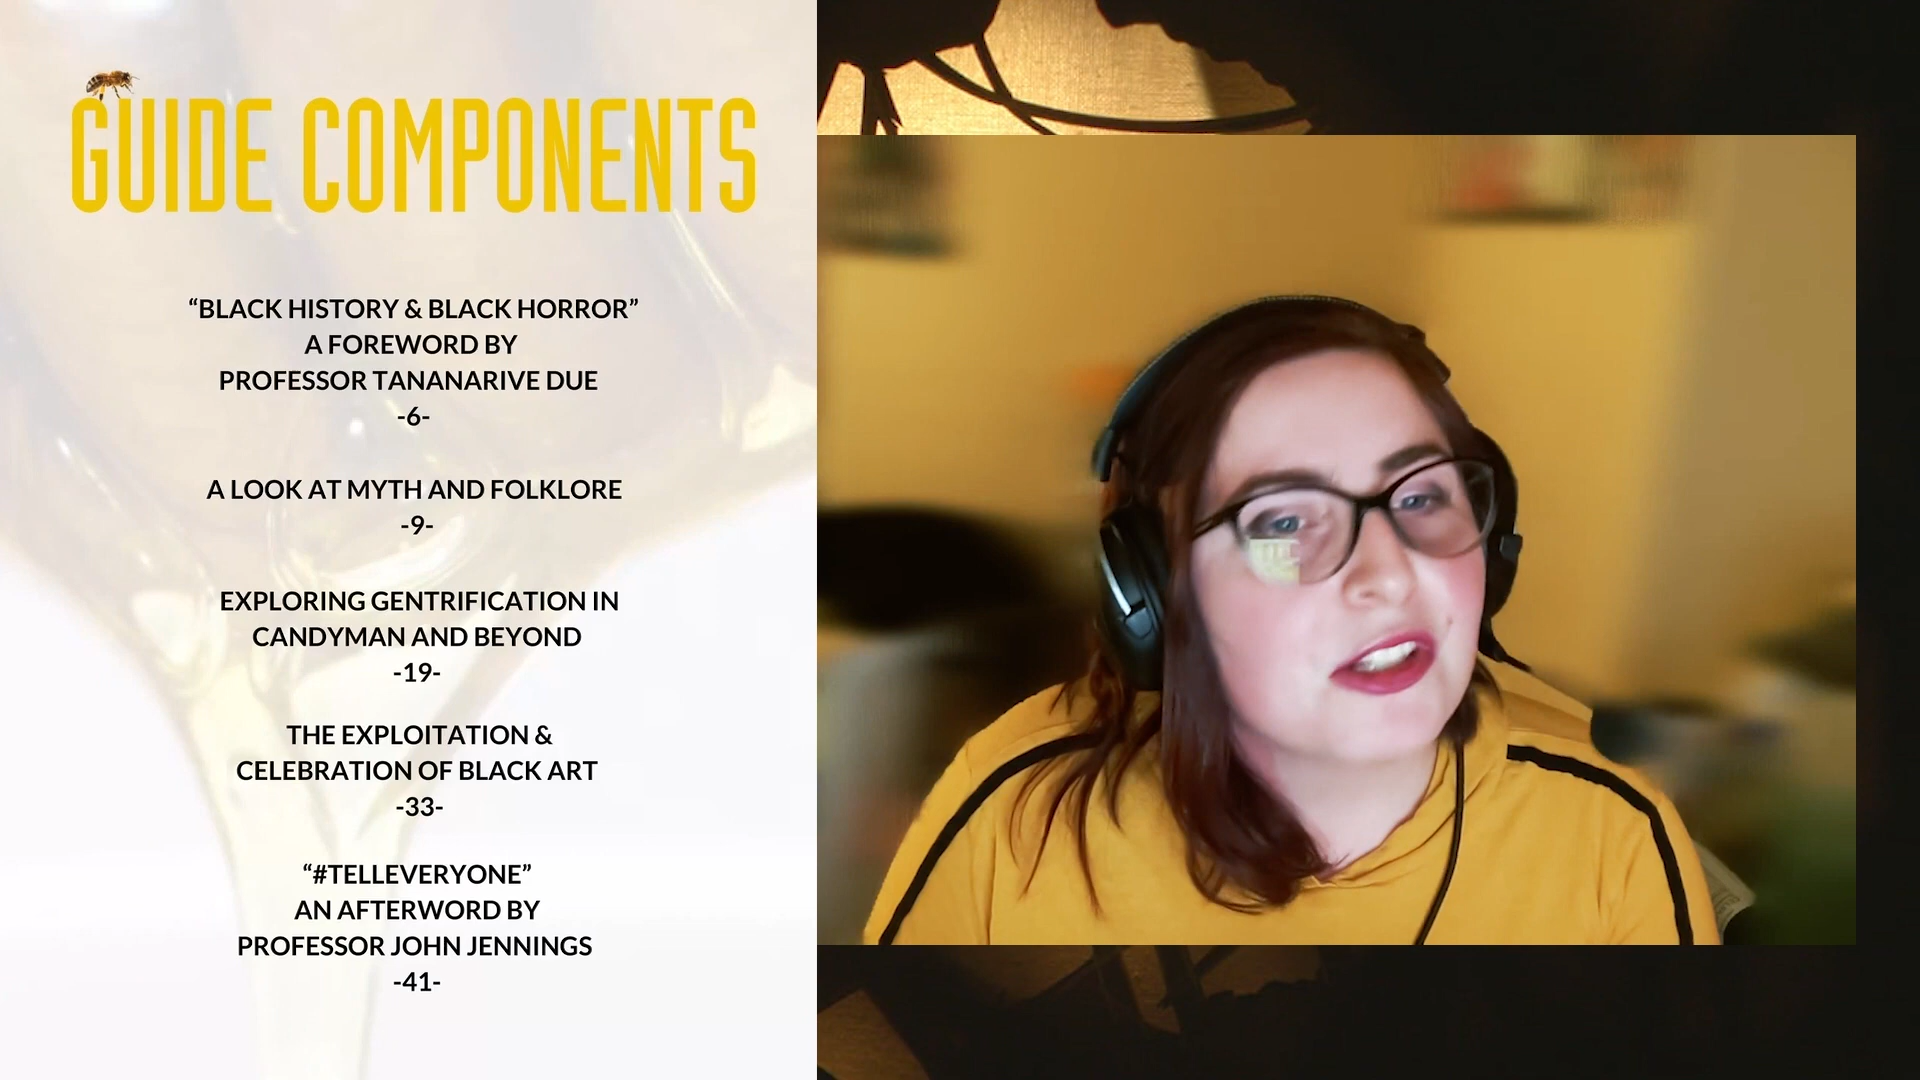 GUIDE COMPONENTS
“BLACK HISTORY & BLACK HORROR”
A FOREWORD BY
PROFESSOR TANANARIVE DUE
-6-
A LOOK AT MYTH AND FOLKLORE
-9-
EXPLORING GENTRIFICATION IN
CANDYMAN AND BEYOND
-19-
THE EXPLOITATION &
CELEBRATION OF BLACK ART
-33-
“#TELLEVERYONE”
AN AFTERWORD BY
PROFESSOR JOHN JENNINGS
-41-